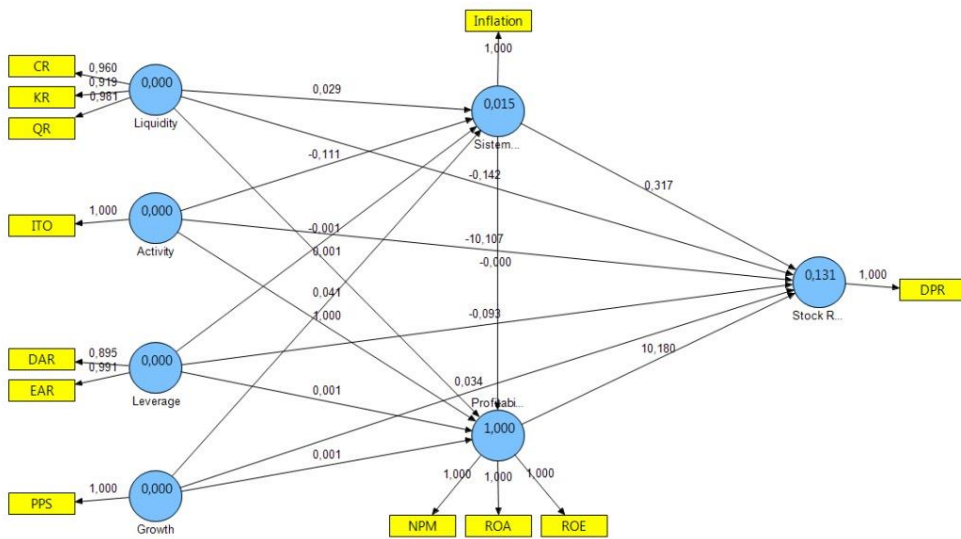 Inflation
1,000
CR
0,960
KR
0,919
QR
0,981
0,000
Liquidity
0,029
0,015
Sistem...
-0,111
-0,142
0,317
ITO
1,000
0,000
Activity
-0,001
0,001
-10,107
-0,000
0,131
Stock R...
1,000
DPR
0,041
1,000
-0,093
DAR
0,895
EAR
0,991
0,000
Leverage
0,001
0,034
10,180
Profitabi...
1,000
0,001
PPS
1,000
0,000
Growth
1,000
1,000
1,000
NPM
ROA
ROE